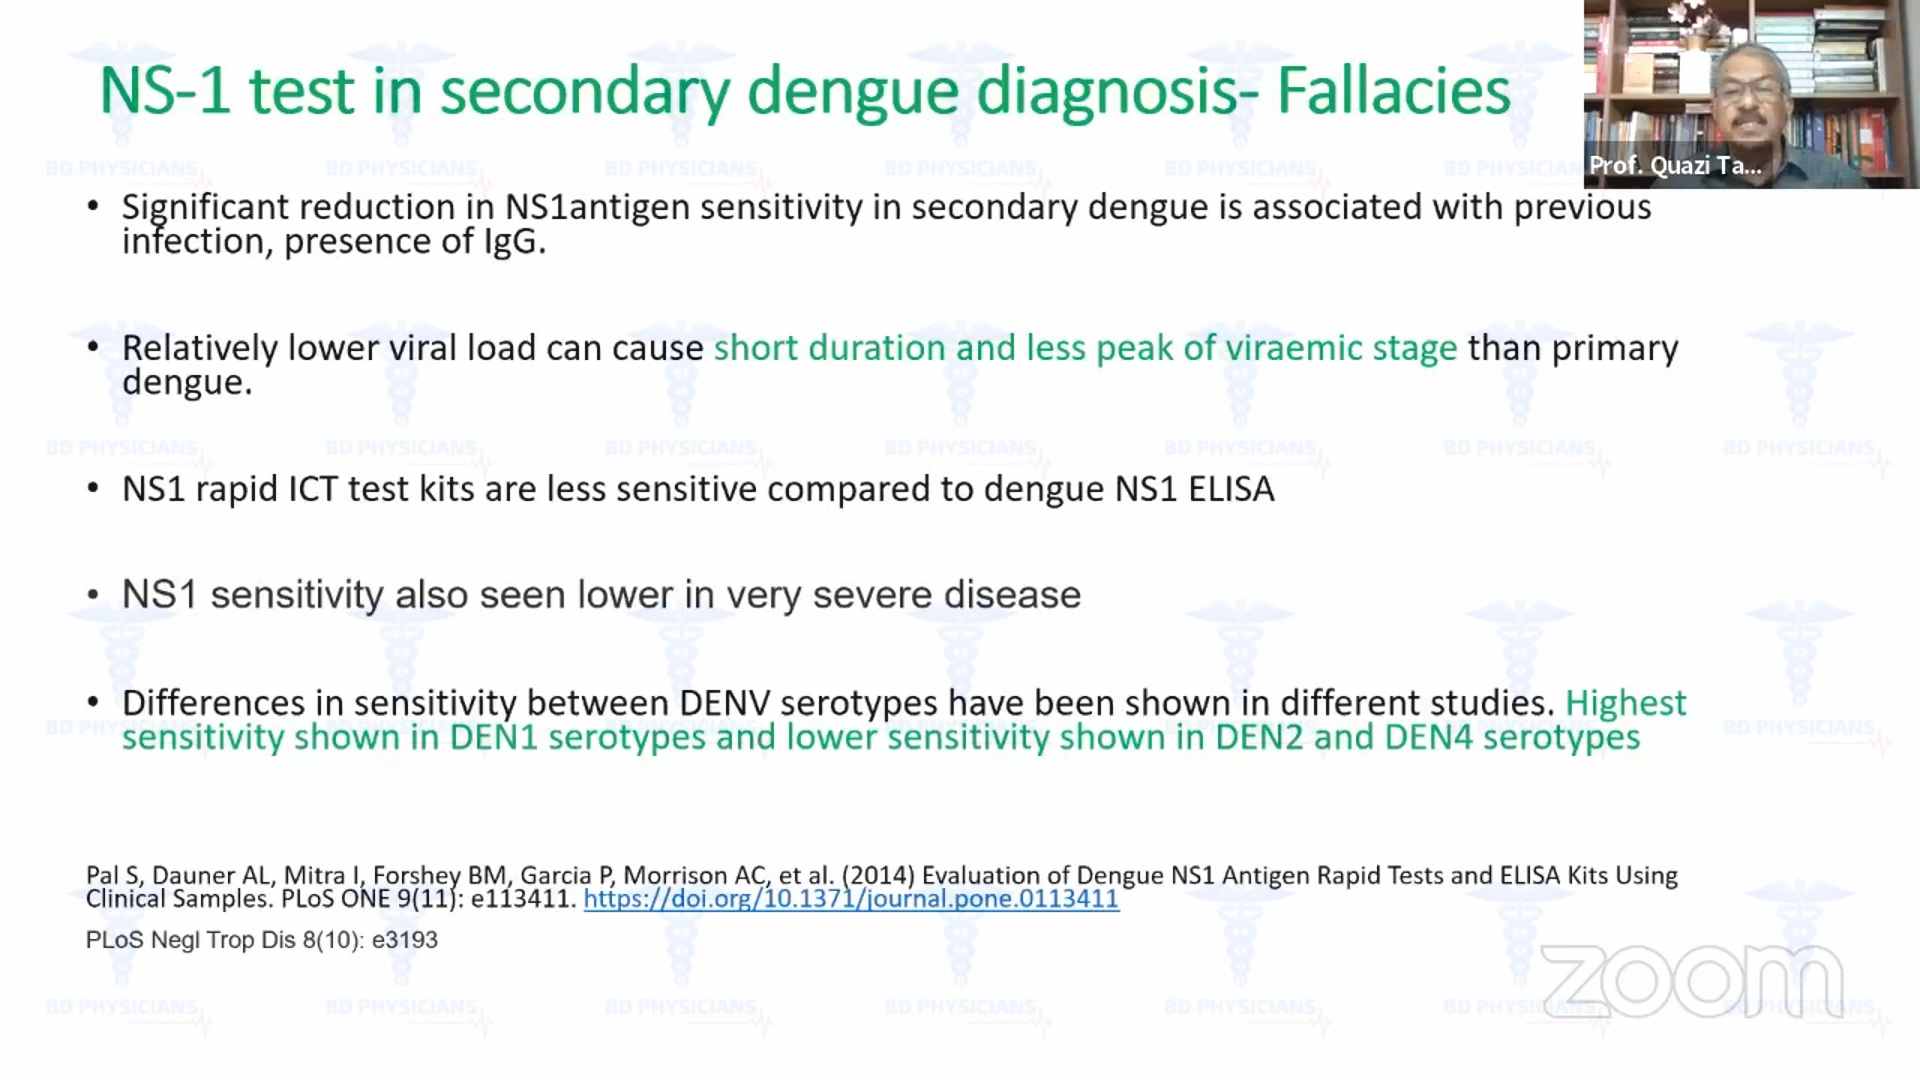 NS-1 test in secondary dengue diagnosis- Fallacies
Prof. Quazi Ta...
• Significant reduction in NS1antigen sensitivity in secondary dengue is associated with previous
infection, presence of IgG.
• Relatively lower viral load can cause short duration and less peak of viraemic stage than primary
dengue.
• NS1 rapid ICT test kits are less sensitive compared to dengue NS1 ELISA
• NS1 sensitivity also seen lower in very severe disease
• Differences in sensitivity between DENV serotypes have been shown in different studies. Highest
sensitivity shown in DEN1 serotypes and lower sensitivity shown in DEN2 and DEN4 serotypes
Pal S, Dauner AL, Mitra I, Forshey BM, Garcia P, Morrison AC, et al. (2014) Evaluation of Dengue NS1 Antigen Rapid Tests and ELISA Kits Using
Clinical Samples. PLoS ONE 9(11): e113411. https://doi.org/10.1371/journal.pone.0113411
PLoS Negl Trop Dis 8(10): e3193
zoom
BD PHYSICIANS